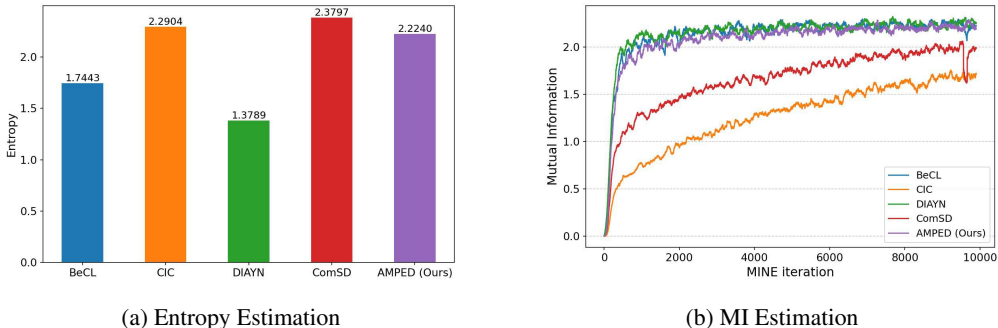 2.3797
2.2904
2.2240
1.7443
1.3789
2.0
1.5
1.0
0.5
0.0
Entropy
BeCL CIC DIAYN ComSD AMPED (Ours)
(a) Entropy Estimation
2.0
1.5
1.0
0.5
0.0
Mutual Information
BeCL
CIC
DIAYN
ComSD
AMPED (Ours)
0 2000 4000 6000 8000 10000
MINE iteration
(b) MI Estimation